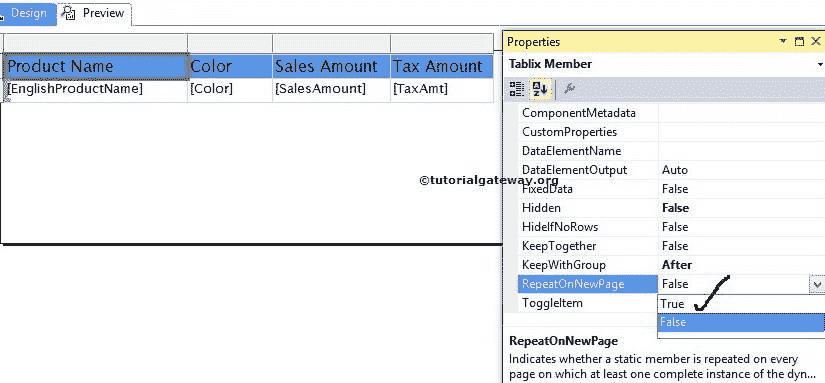 Design Preview
Product Name Color Sales Amount Tax Amount
[EnglishProductName] [Color] [SalesAmount] [TaxAmt]
©tutorialgateway.org
Properties
Tablix Member
ComponentMetadata
CustomProperties
DataElementName
DataElementOutput Auto
FixedData False
Hidden False
HideIfNoRows False
KeepTogether False
KeepWithGroup After
RepeatOnNewPage False
ToggleItem True
False
RepeatOnNewPage
Indicates whether a static member is repeated on every
page on which at least one complete instance of the dyn...